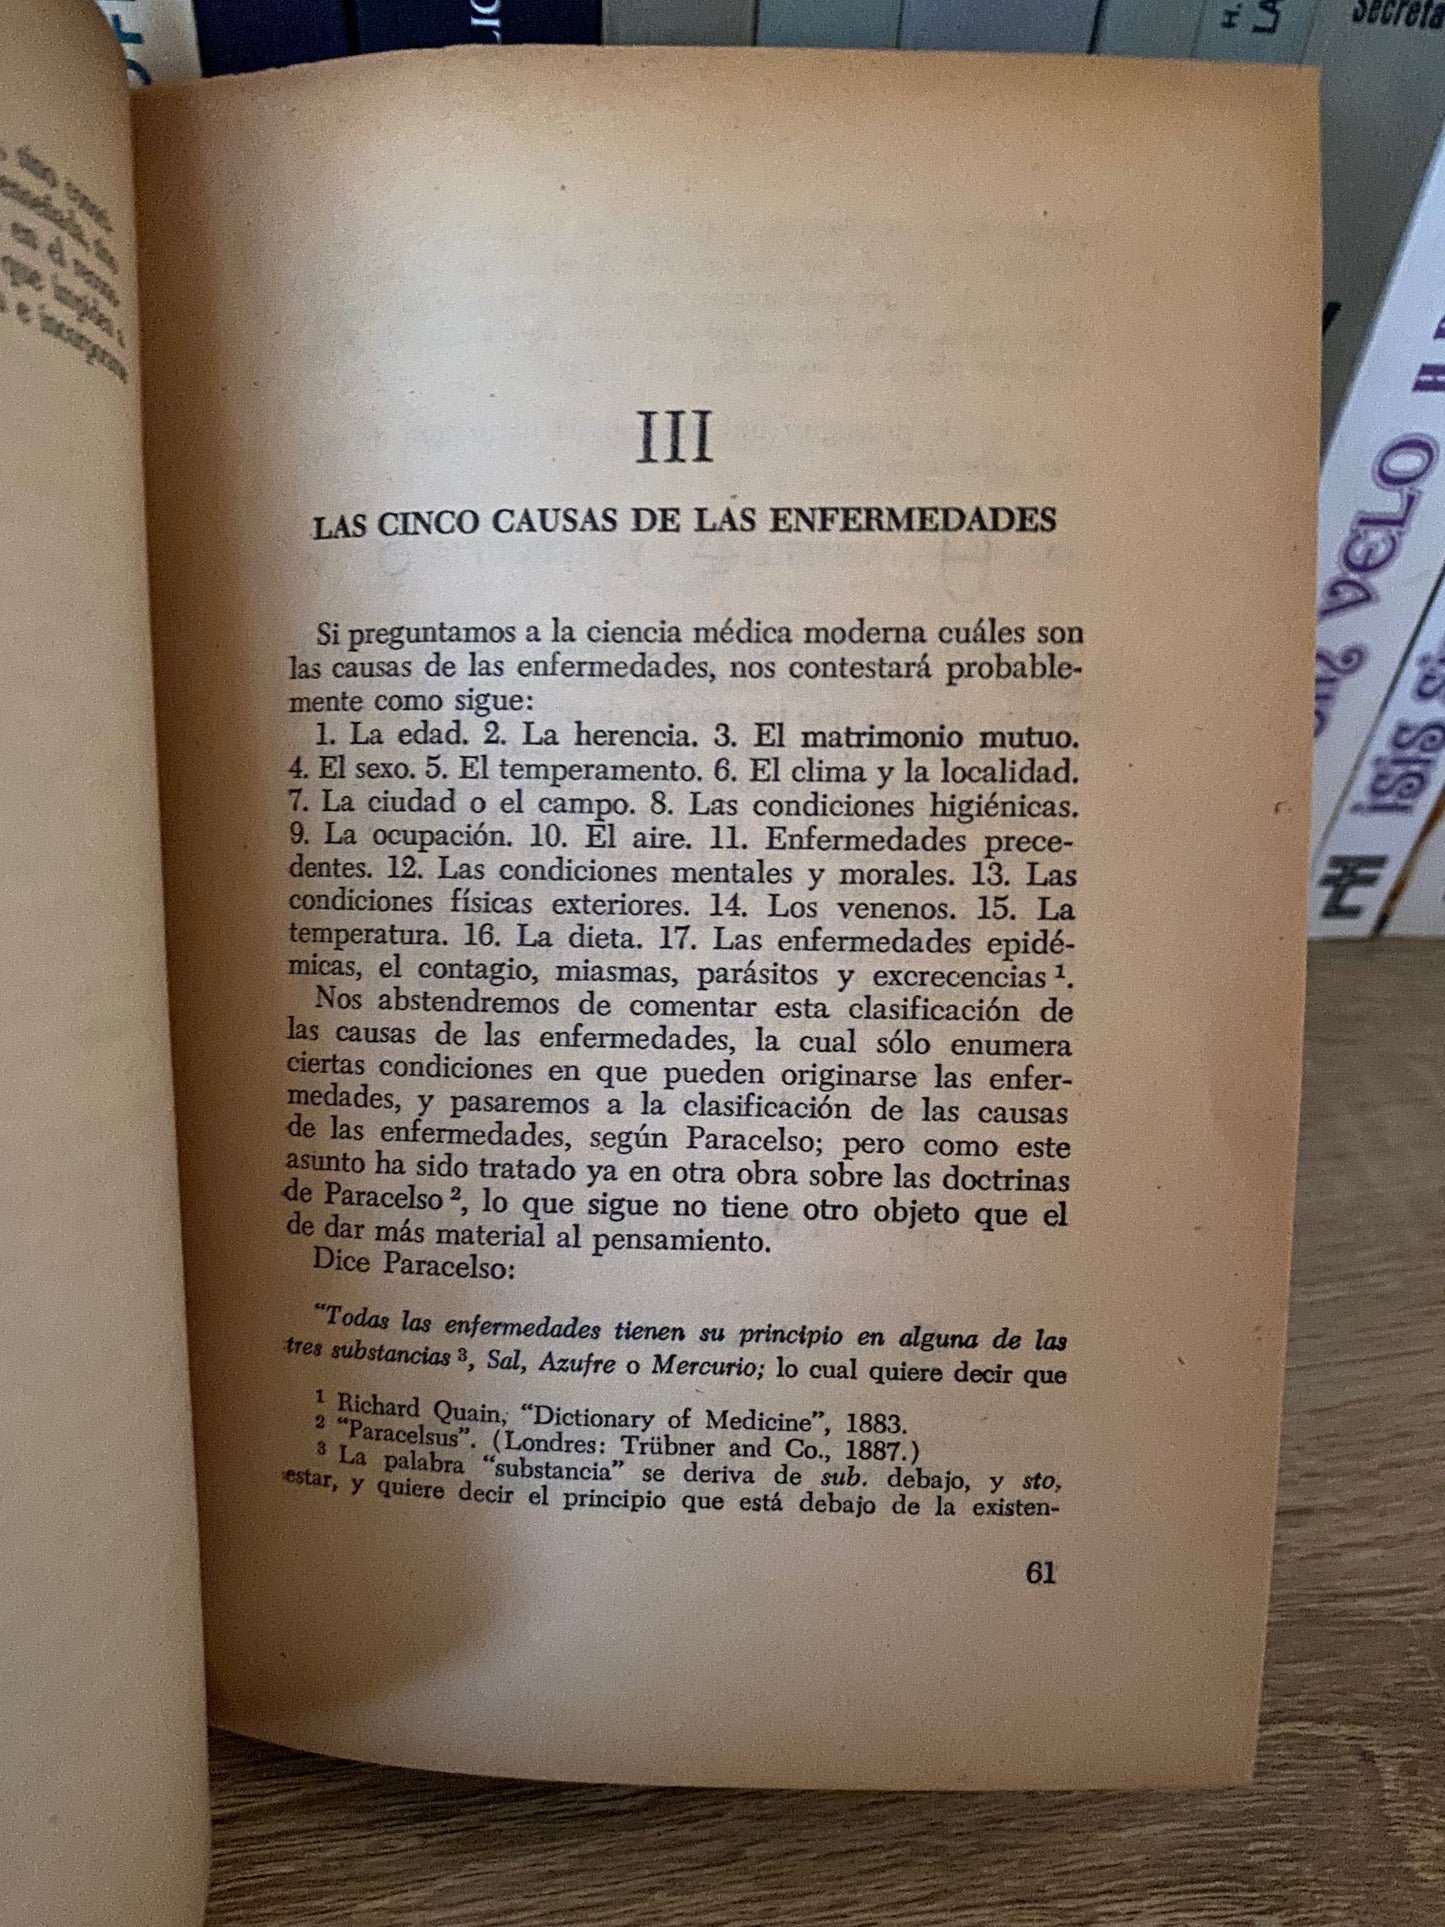 H.
LA
Secreta
VELO
H.
isis sin
III
LAS CINCO CAUSAS DE LAS ENFERMEDADES
Si preguntamos a la ciencia médica moderna cuáles son
las causas de las enfermedades, nos contestará probable-
mente como sigue:
1. La edad. 2. La herencia. 3. El matrimonio mutuo.
4. El sexo. 5. El temperamento. 6. El clima y la localidad.
7. La ciudad o el campo. 8. Las condiciones higiénicas.
9. La ocupación. 10. El aire. 11. Enfermedades prece-
dentes. 12. Las condiciones mentales y morales. 13. Las
condiciones físicas exteriores. 14. Los venenos. 15. La
temperatura. 16. La dieta. 17. Las enfermedades epidé-
micas, el contagio, miasmas, parásitos y excrecencias ¹.
Nos abstendremos de comentar esta clasificación de
las causas de las enfermedades, la cual sólo enumera
ciertas condiciones en que pueden originarse las enfer-
medades, y pasaremos a la clasificación de las causas
de las enfermedades, según Paracelso; pero como este
asunto ha sido tratado ya en otra obra sobre las doctrinas
de Paracelso ², lo que sigue no tiene otro objeto que el
de dar más material al pensamiento.
Dice Paracelso:
"Todas las enfermedades tienen su principio en alguna de las
tres substancias ³, Sal, Azufre o Mercurio; lo cual quiere decir que
¹ Richard Quain, "Dictionary of Medicine", 1883.
² "Paracelsus". (Londres: Trübner and Co., 1887.)
³ La palabra "substancia" se deriva de sub. debajo, y sto,
estar, y quiere decir el principio que está debajo de la existen-
61